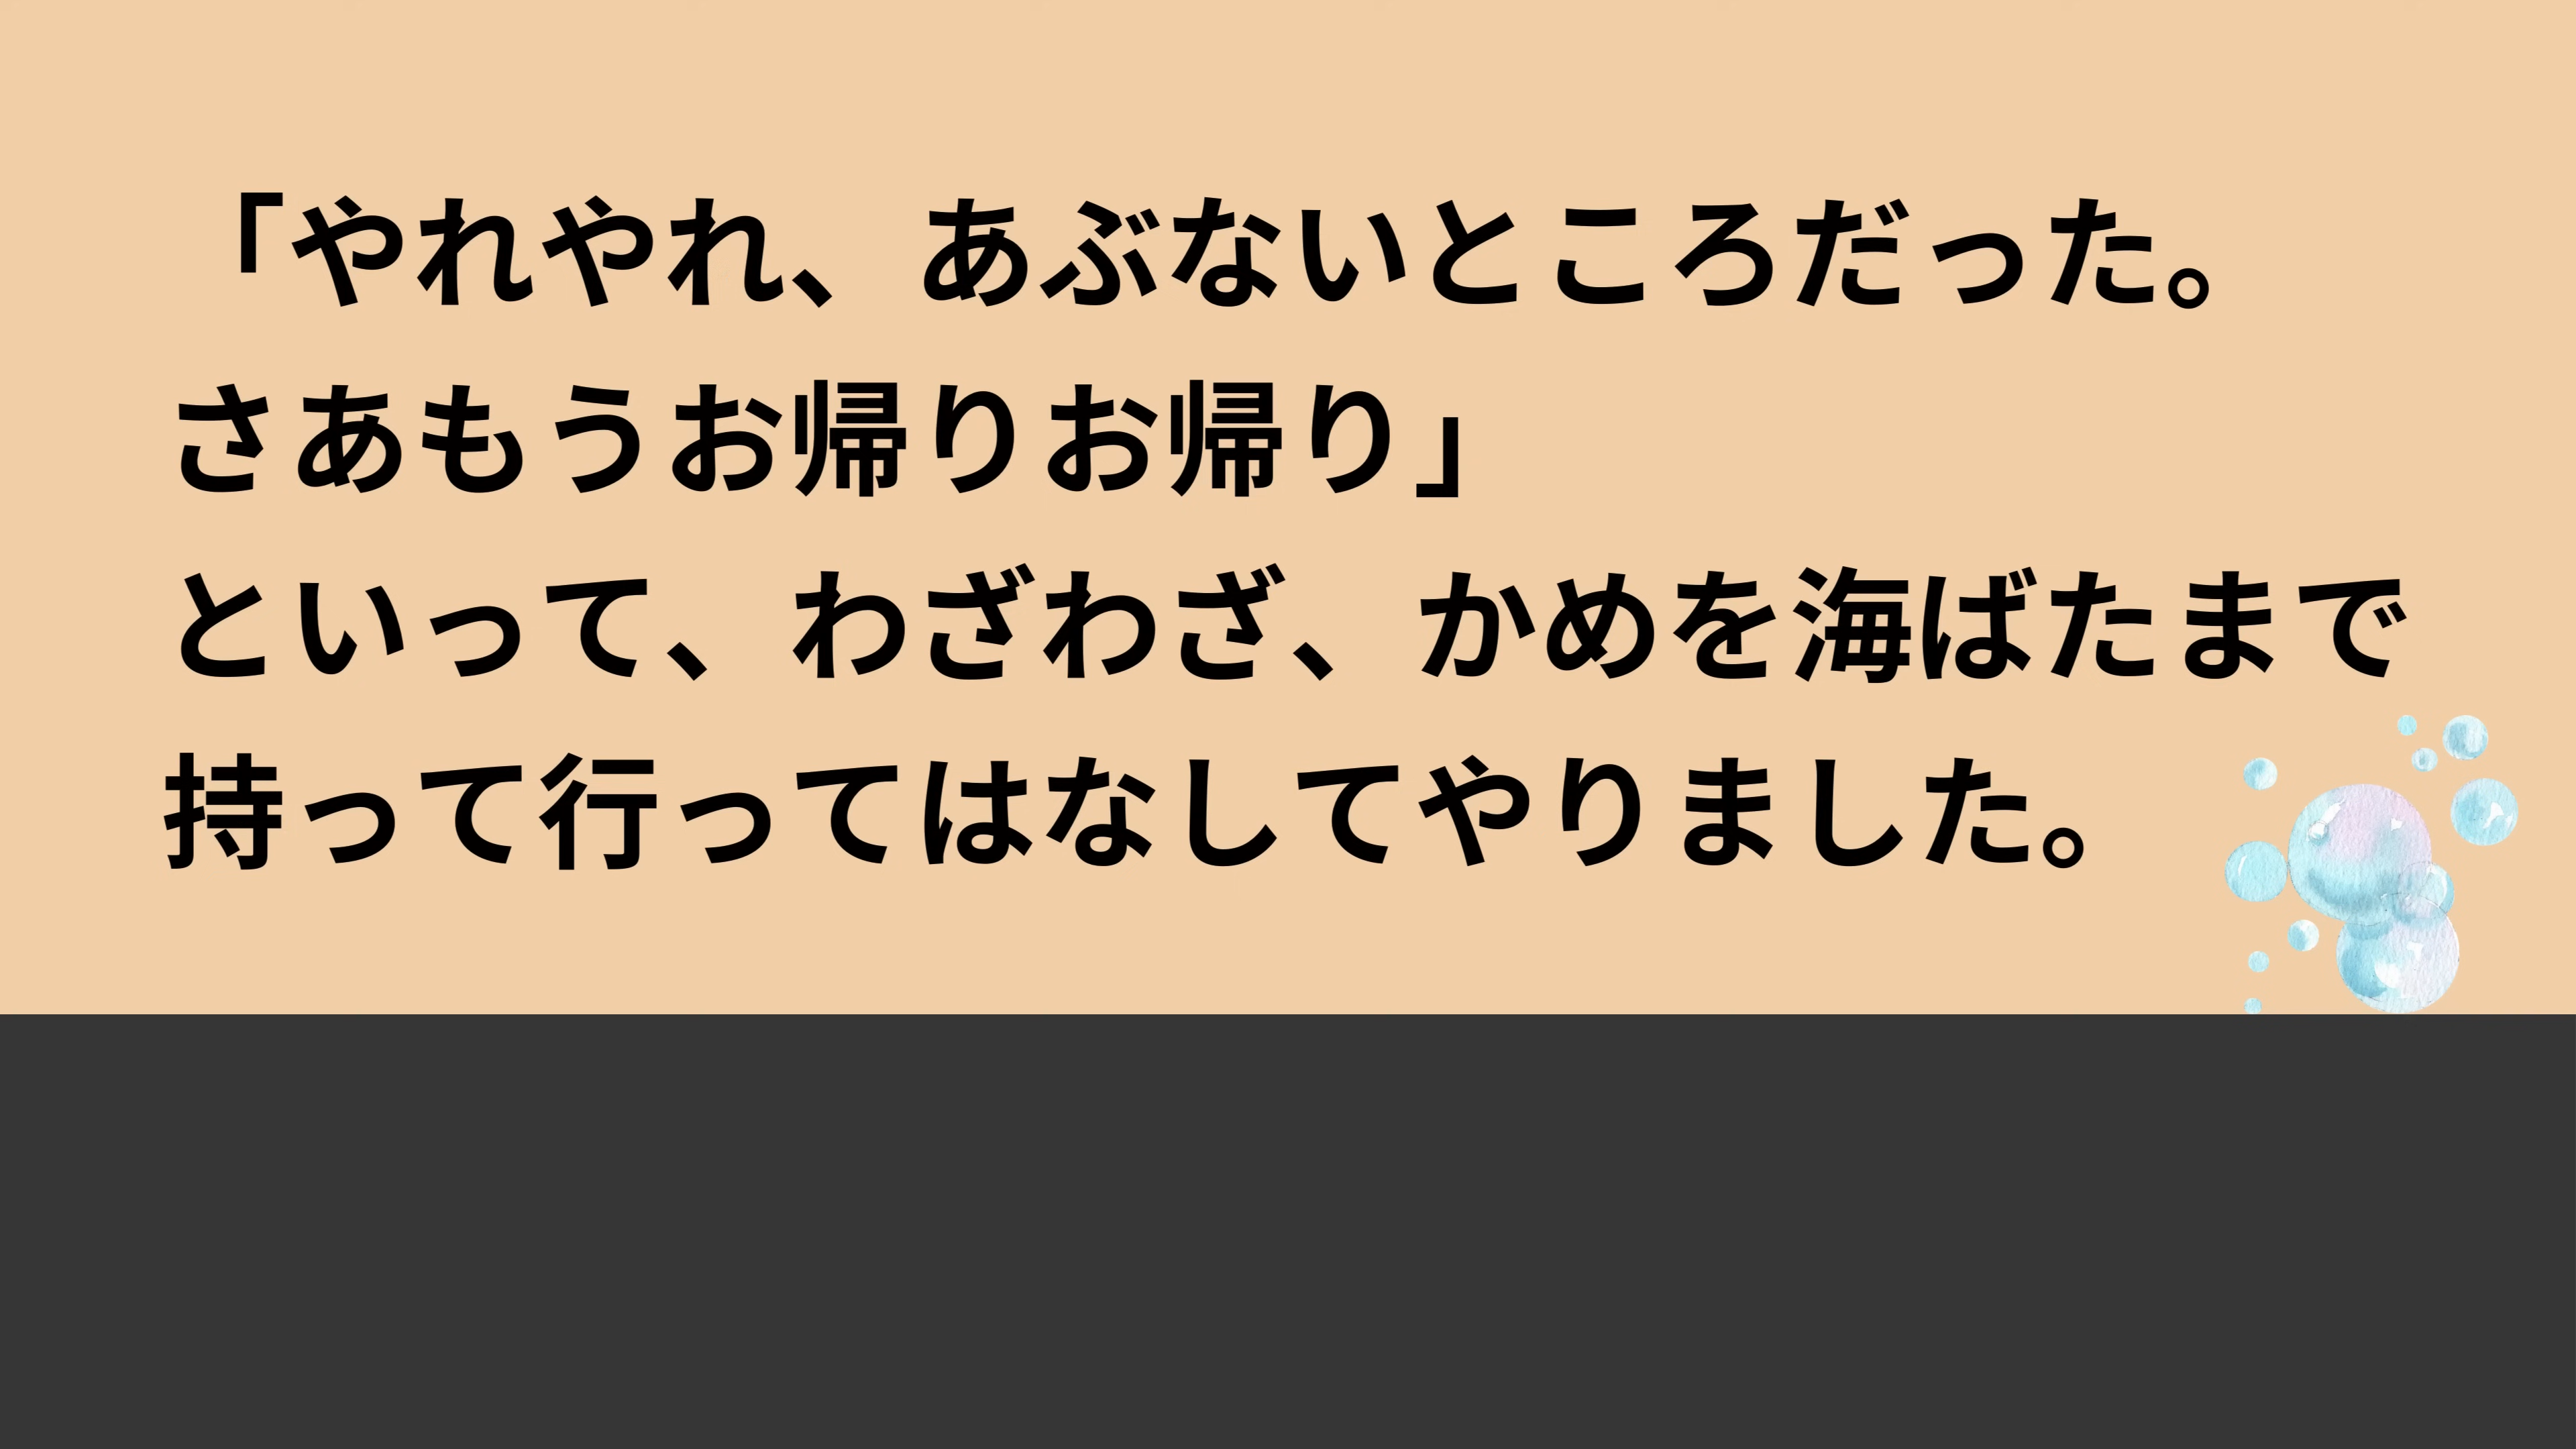 「やれやれ、あぶないところだった。
さあもうお帰りお帰り」
といって、わざわざ、かめを海ばたまで
持って行ってはなしてやりました。